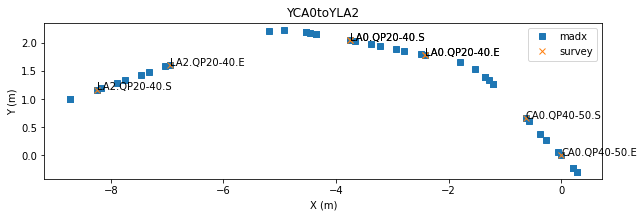 YCA0toYLA2
madx
survey
LA0.QP20-40.S
LA0.QP20-40.E
LA2.QP20-40.E
LA2.QP20-40.S
CA0.QP40-50.S
CA0.QP40-50.E
Y (m)
2.0
1.5
1.0
0.5
0.0
−8
−6
−4
−2
0
X (m)